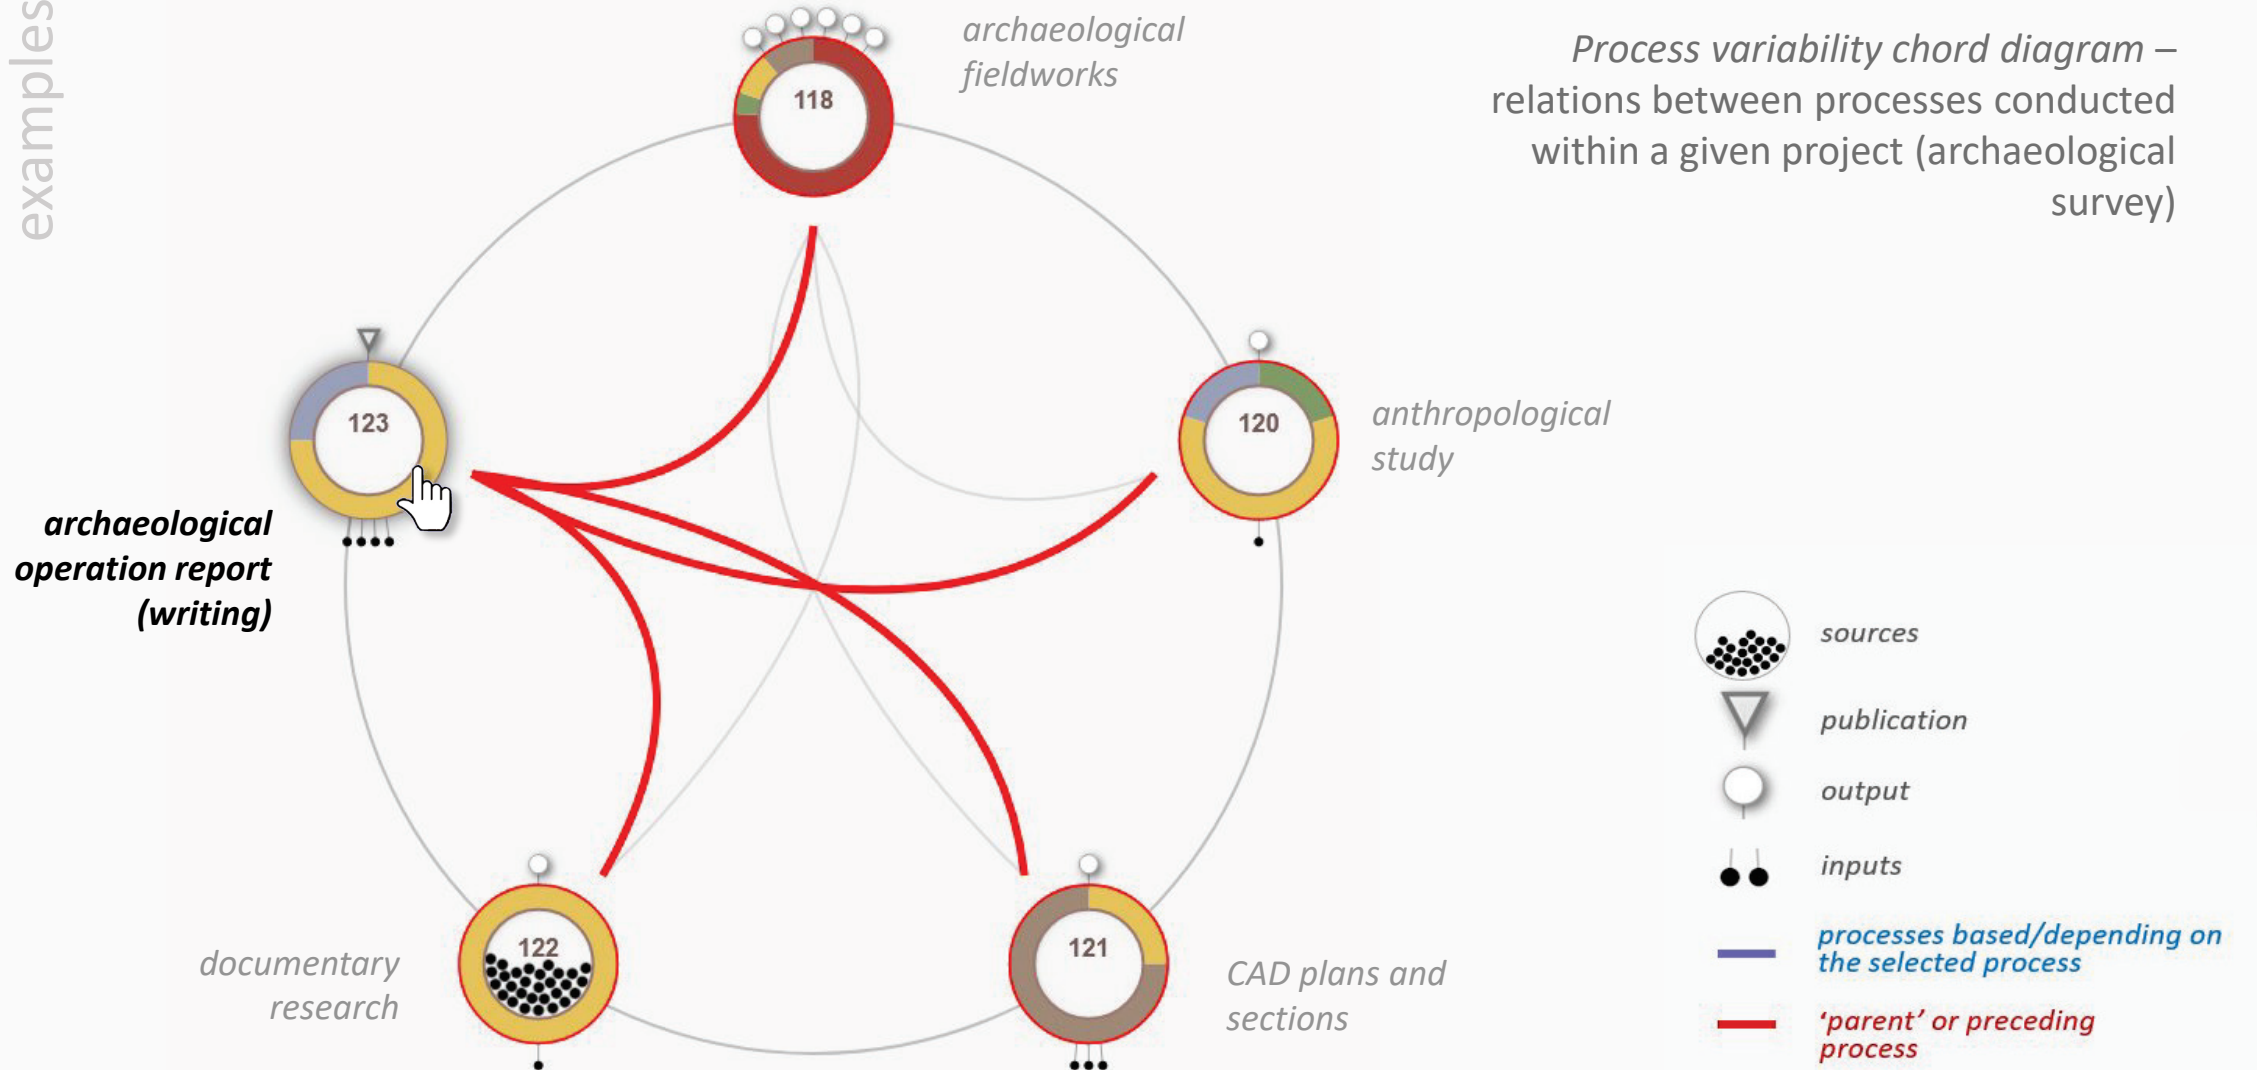 examples
archaeological
fieldworks
Process variability chord diagram –
relations between processes conducted
within a given project (archaeological
survey)
118
123
120
anthropological
study
archaeological
operation report
(writing)
sources
publication
output
inputs
122
121
documentary
research
CAD plans and
sections
processes based/depending on
the selected process
‘parent’ or preceding
process